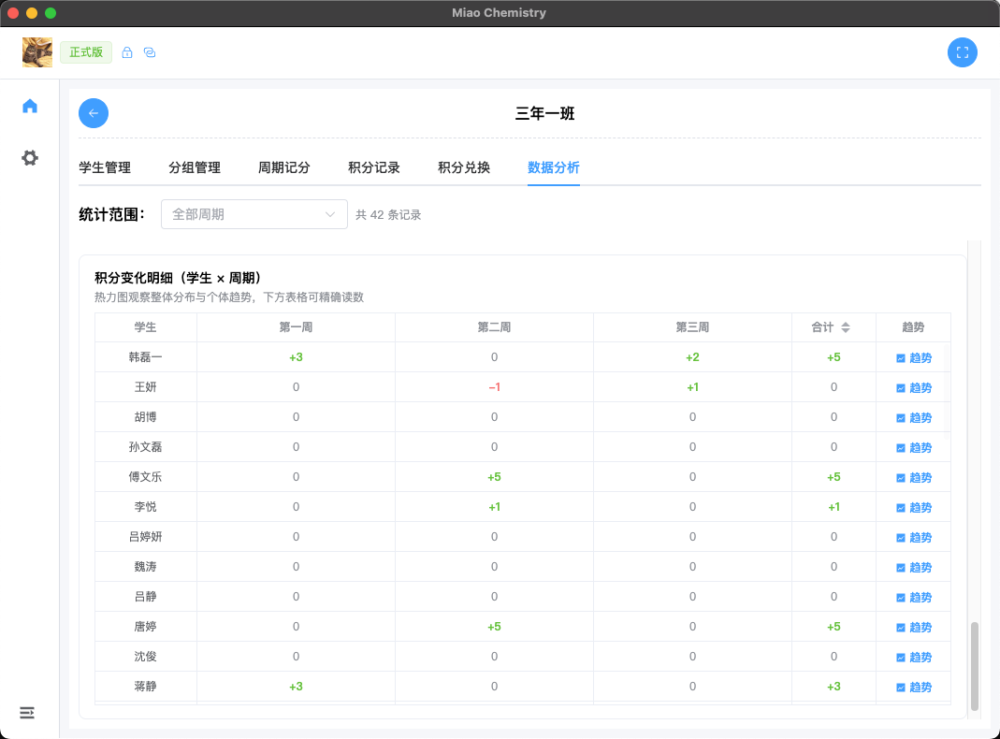 Miao Chemistry
正式版
三年一班
学生管理 分组管理 周期记分 积分记录 积分兑换 数据分析
统计范围： 全部周期 共 42 条记录
积分变化明细（学生 × 周期）
热力图观察整体分布与个体趋势，下方表格可精确读数
学生 第一周 第二周 第三周 合计 趋势
韩磊一 +3 0 +2 +5 趋势
王妍 0 −1 +1 0 趋势
胡博 0 0 0 0 趋势
孙文磊 0 0 0 0 趋势
傅文乐 0 +5 0 +5 趋势
李悦 0 +1 0 +1 趋势
吕婷妍 0 0 0 0 趋势
魏涛 0 0 0 0 趋势
吕静 0 0 0 0 趋势
唐婷 0 +5 0 +5 趋势
沈俊 0 0 0 0 趋势
蒋静 +3 0 0 +3 趋势